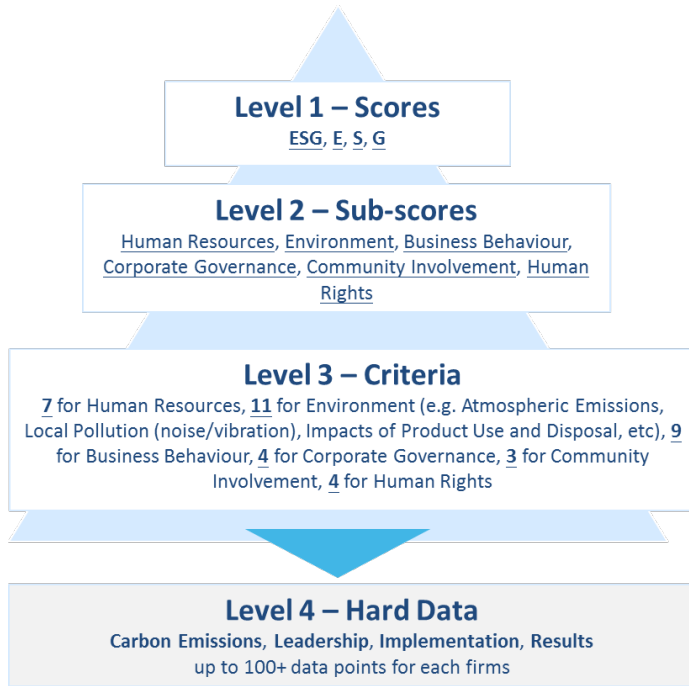 Level 1 – Scores
ESG, E, S, G
Level 2 – Sub-scores
Human Resources, Environment, Business Behaviour,
Corporate Governance, Community Involvement, Human
Rights
Level 3 – Criteria
7 for Human Resources, 11 for Environment (e.g. Atmospheric Emissions,
Local Pollution (noise/vibration), Impacts of Product Use and Disposal, etc), 9
for Business Behaviour, 4 for Corporate Governance, 3 for Community
Involvement, 4 for Human Rights
Level 4 – Hard Data
Carbon Emissions, Leadership, Implementation, Results
up to 100+ data points for each firms